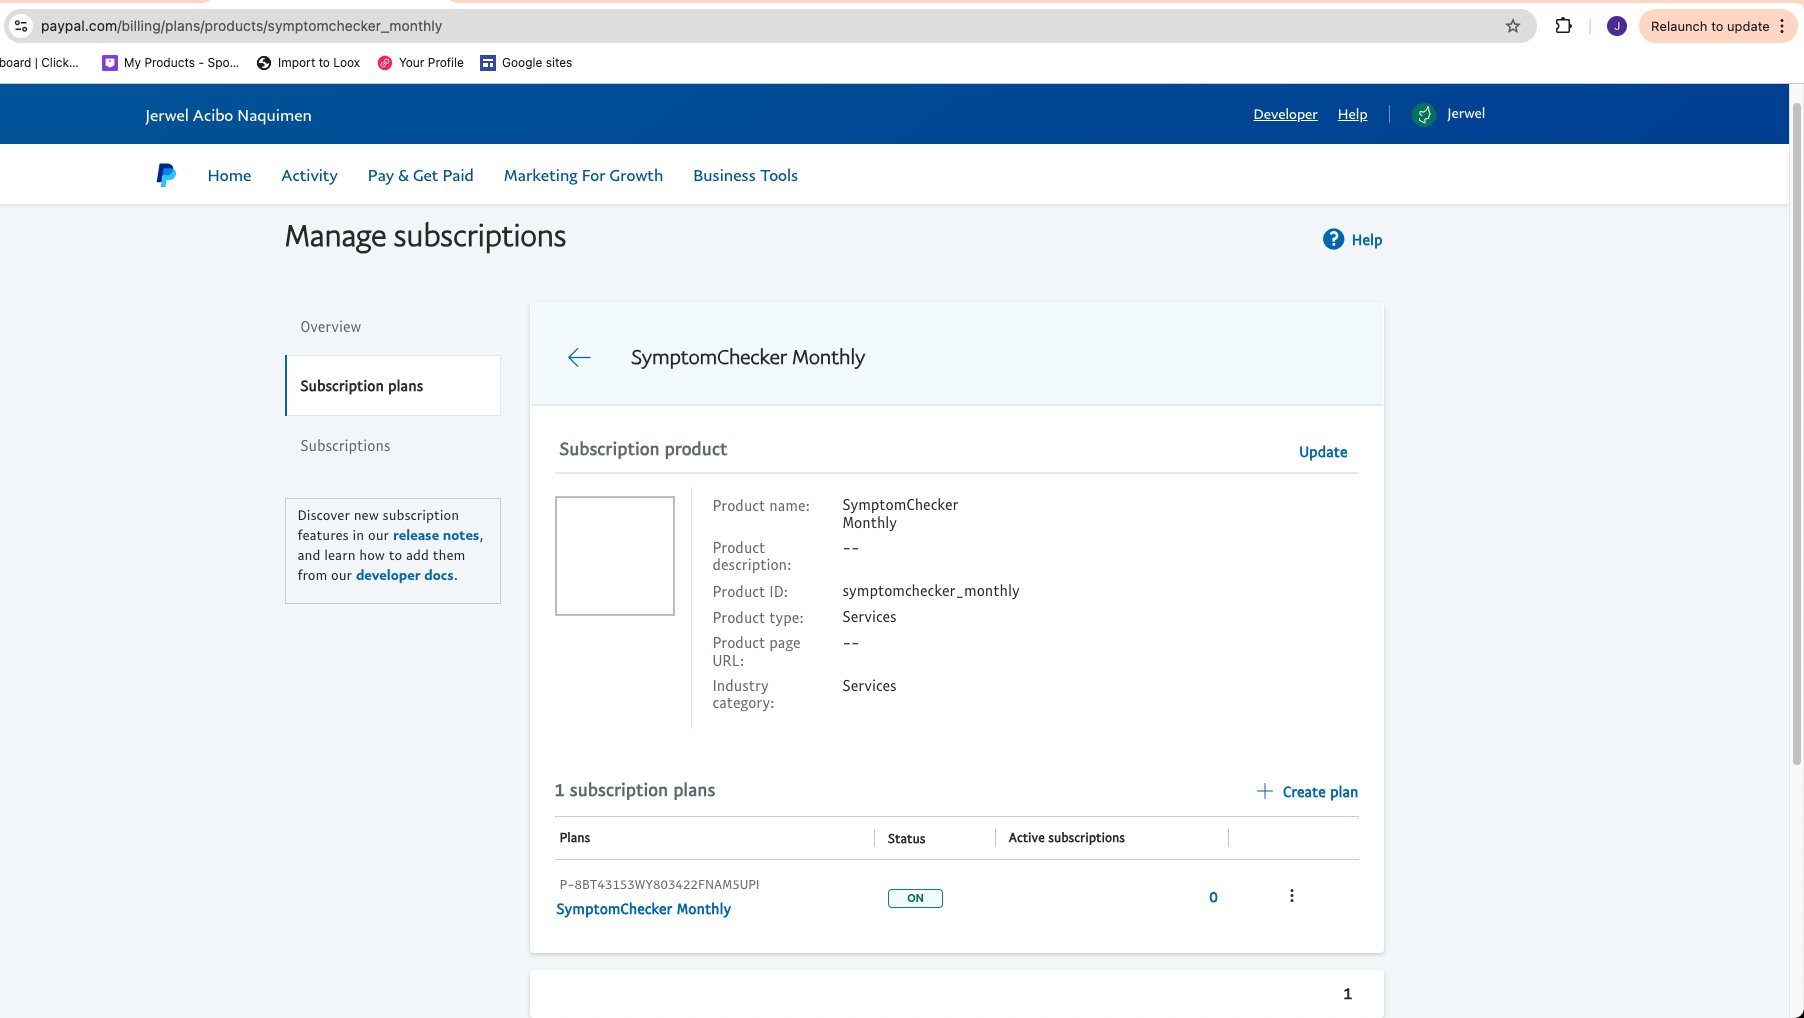 paypal.com/billing/plans/products/symptomchecker_monthly
J
Relaunch to update
board | Click...
My Products - Spo...
Import to Loox
Your Profile
Google sites
Jerwel Acibo Naquimen
Developer
Help
Jerwel
Home
Activity
Pay & Get Paid
Marketing For Growth
Business Tools
Manage subscriptions
? Help
Overview
Subscription plans
Subscriptions
Discover new subscription
features in our release notes,
and learn how to add them
from our developer docs.
SymptomChecker Monthly
Subscription product
Update
Product name: SymptomChecker
Monthly
Product
description: --
Product ID: symptomchecker_monthly
Product type: Services
Product page
URL: --
Industry
category: Services
1 subscription plans
+ Create plan
Plans
Status
Active subscriptions
P-8BT43153WY803422FNAM5UPI
SymptomChecker Monthly
ON
0
1